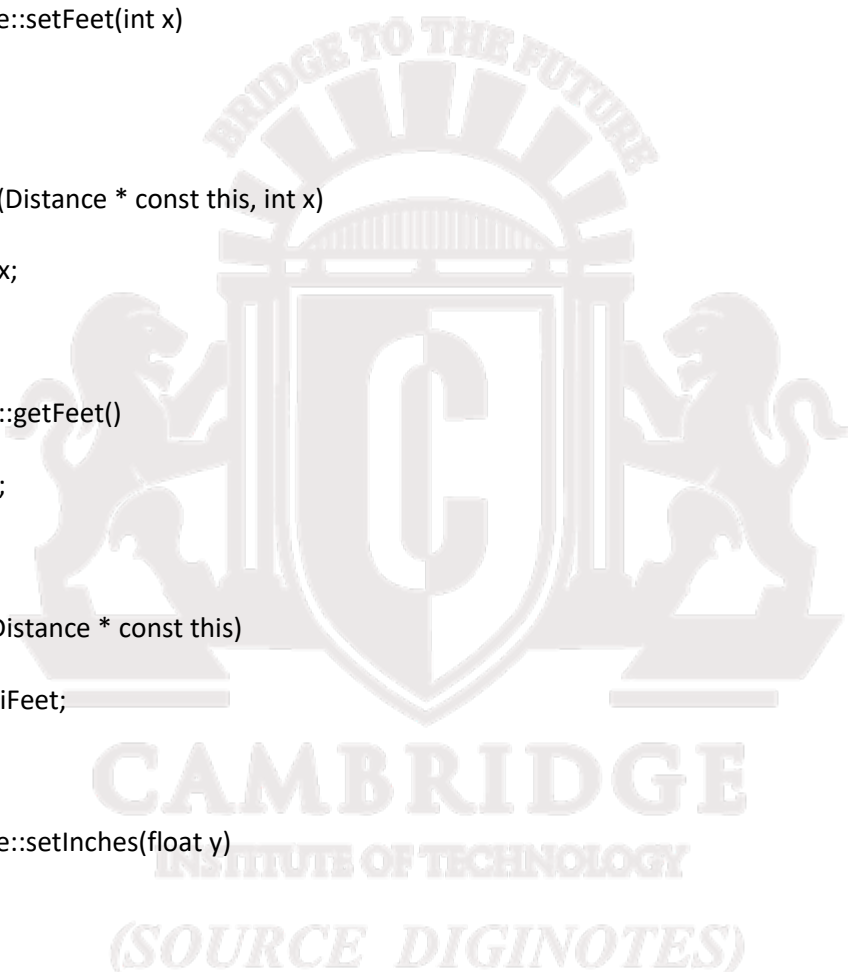 e::setFeet(int x)
BRIDGE TO THE FUTURE
(Distance * const this, int x)
x;
::getFeet()
;
Distance * const this)
iFeet;
CAMBRIDGE
e::setInches(float y)
INSTITUTE OF TECHNOLOGY
(SOURCE DIGINOTES)